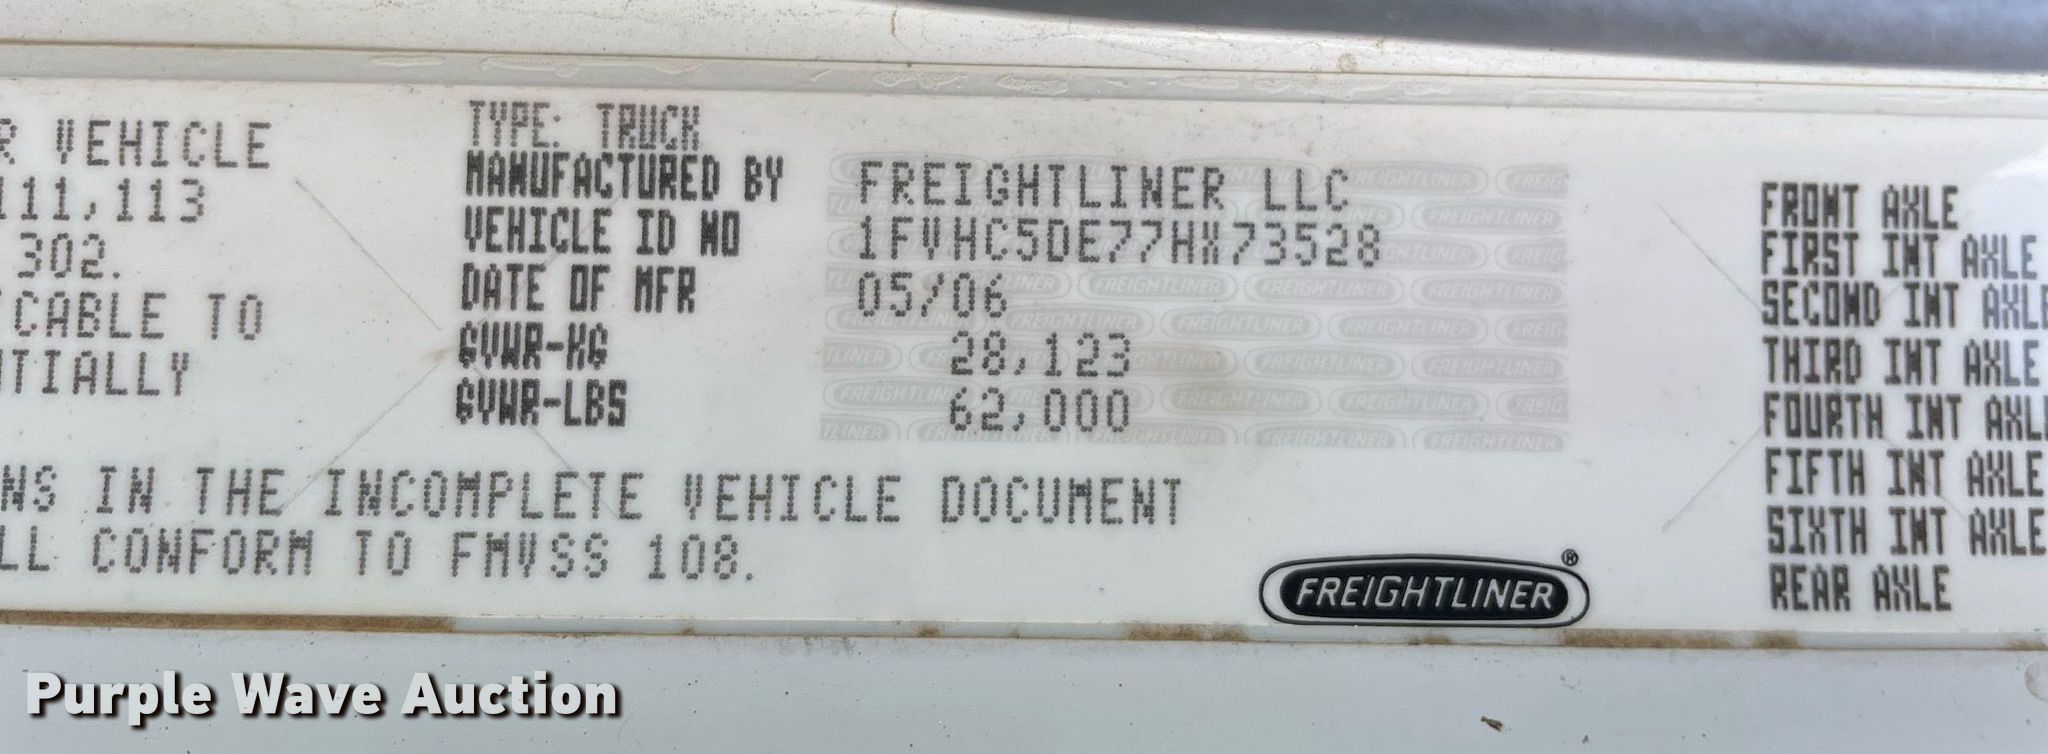 R VEHICLE
111,113
302.
CABLE TO
TIALLY
NS IN THE INCOMPLETE VEHICLE DOCUMENT
LL CONFORM TO FMVSS 108.
TYPE: TRUCK
MANUFACTURED BY FREIGHTLINER LLC
VEHICLE ID NO 1FVHC5DE77HX73528
DATE OF MFR 05/06
GVWR-KG 28,123
GVWR-LBS 62,000
FREIGHTLINER®
FRONT AXLE
FIRST INT AXLE
SECOND INT AXLE
THIRD INT AXLE
FOURTH INT AXLE
FIFTH INT AXLE
SIXTH INT AXLE
REAR AXLE
Purple Wave Auction